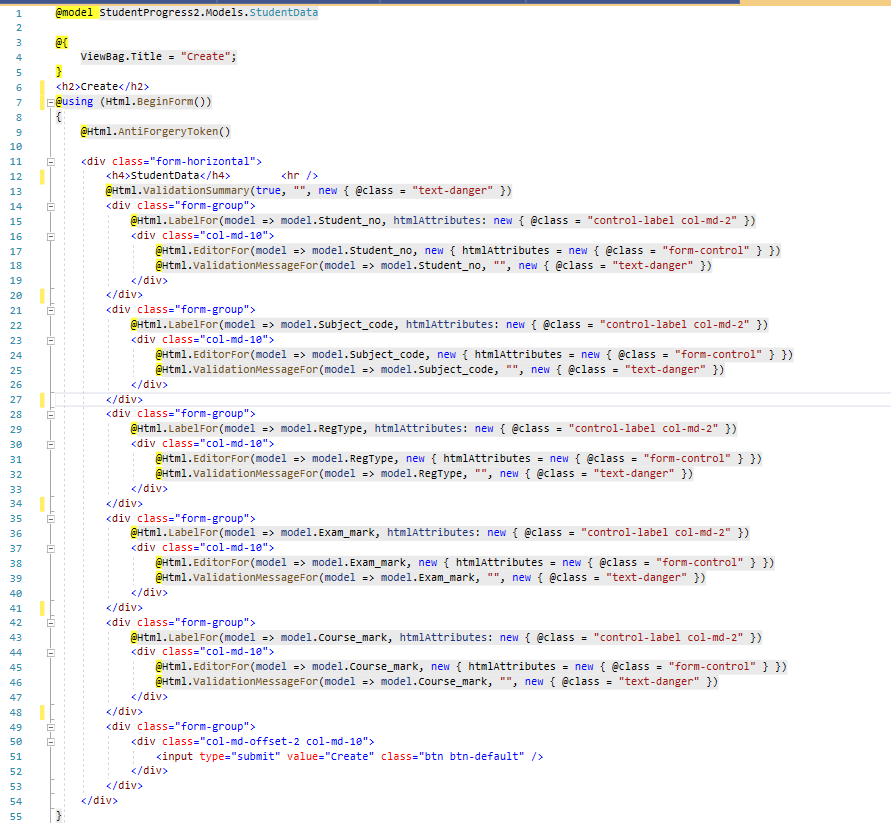 1 @model StudentProgress2.Models.StudentData
2
3 @{
4 ViewBag.Title = "Create";
5 }
6 <h2>Create</h2>
7 @using (Html.BeginForm())
8 {
9 @Html.AntiForgeryToken()
10
11 <div class="form-horizontal">
12 <h4>StudentData</h4> <hr />
13 @Html.ValidationSummary(true, "", new { @class = "text-danger" })
14 <div class="form-group">
15 @Html.LabelFor(model => model.Student_no, htmlAttributes: new { @class = "control-label col-md-2" })
16 <div class="col-md-10">
17 @Html.EditorFor(model => model.Student_no, new { htmlAttributes = new { @class = "form-control" } })
18 @Html.ValidationMessageFor(model => model.Student_no, "", new { @class = "text-danger" })
19 </div>
20 </div>
21 <div class="form-group">
22 @Html.LabelFor(model => model.Subject_code, htmlAttributes: new { @class = "control-label col-md-2" })
23 <div class="col-md-10">
24 @Html.EditorFor(model => model.Subject_code, new { htmlAttributes = new { @class = "form-control" } })
25 @Html.ValidationMessageFor(model => model.Subject_code, "", new { @class = "text-danger" })
26 </div>
27 </div>
28 <div class="form-group">
29 @Html.LabelFor(model => model.RegType, htmlAttributes: new { @class = "control-label col-md-2" })
30 <div class="col-md-10">
31 @Html.EditorFor(model => model.RegType, new { htmlAttributes = new { @class = "form-control" } })
32 @Html.ValidationMessageFor(model => model.RegType, "", new { @class = "text-danger" })
33 </div>
34 </div>
35 <div class="form-group">
36 @Html.LabelFor(model => model.Exam_mark, htmlAttributes: new { @class = "control-label col-md-2" })
37 <div class="col-md-10">
38 @Html.EditorFor(model => model.Exam_mark, new { htmlAttributes = new { @class = "form-control" } })
39 @Html.ValidationMessageFor(model => model.Exam_mark, "", new { @class = "text-danger" })
40 </div>
41 </div>
42 <div class="form-group">
43 @Html.LabelFor(model => model.Course_mark, htmlAttributes: new { @class = "control-label col-md-2" })
44 <div class="col-md-10">
45 @Html.EditorFor(model => model.Course_mark, new { htmlAttributes = new { @class = "form-control" } })
46 @Html.ValidationMessageFor(model => model.Course_mark, "", new { @class = "text-danger" })
47 </div>
48 </div>
49 <div class="form-group">
50 <div class="col-md-offset-2 col-md-10">
51 <input type="submit" value="Create" class="btn btn-default" />
52 </div>
53 </div>
54 </div>
55 }